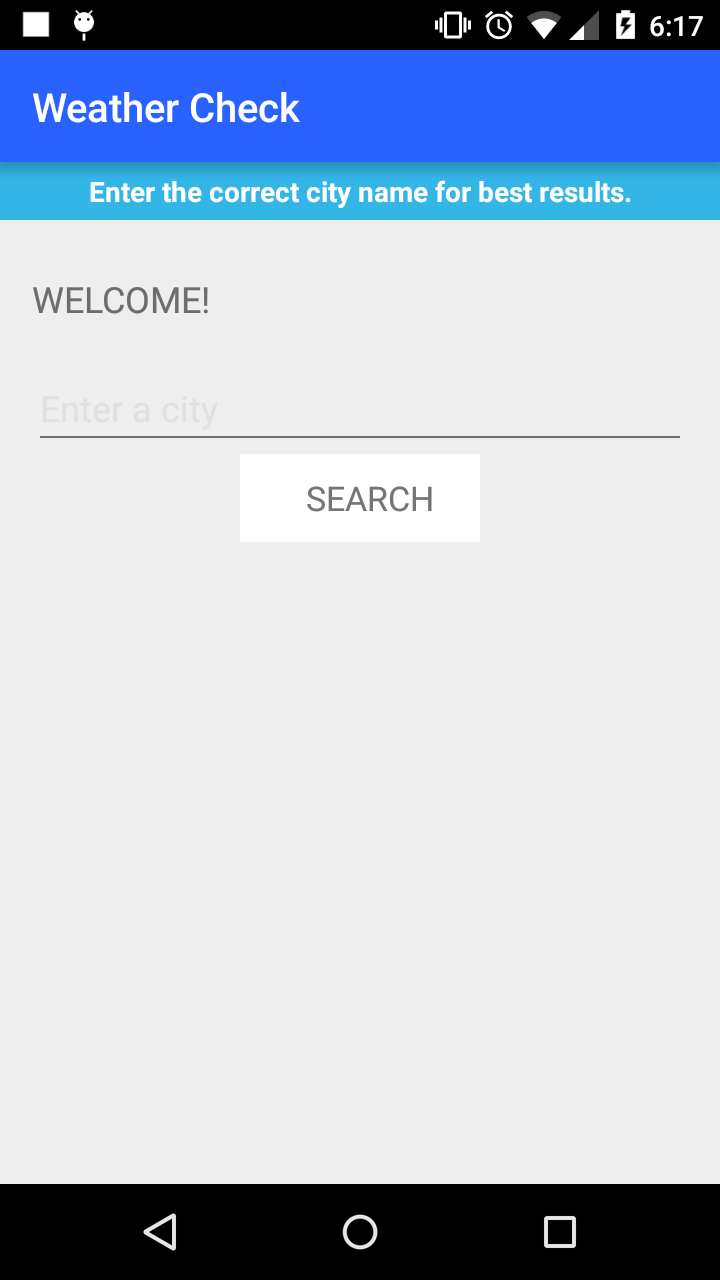 6:17
Weather Check
Enter the correct city name for best results.
WELCOME!
Enter a city
SEARCH